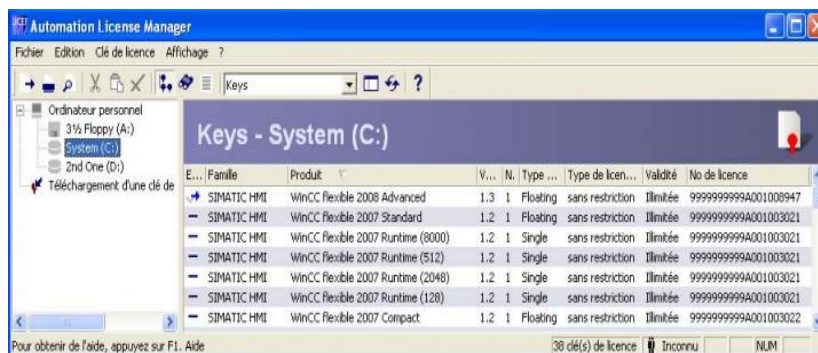 Automation License Manager
Fichier Edition Clé de licence Affichage ?
Keys
Ordinateur personnel
3½ Floppy (A:)
System (C:)
2nd One (D:)
Téléchargement d'une clé de
Keys - System (C:)
E... Famille Produit V... N. Type ... Type de licen... Validité No de licence
SIMATIC HMI WinCC flexible 2008 Advanced 1.3 1 Floating sans restriction Illimitée 9999999999A001008947
SIMATIC HMI WinCC flexible 2007 Standard 1.2 1 Floating sans restriction Illimitée 9999999999A001003021
SIMATIC HMI WinCC flexible 2007 Runtime (8000) 1.2 1 Single sans restriction Illimitée 9999999999A001003021
SIMATIC HMI WinCC flexible 2007 Runtime (512) 1.2 1 Single sans restriction Illimitée 9999999999A001003021
SIMATIC HMI WinCC flexible 2007 Runtime (2048) 1.2 1 Single sans restriction Illimitée 9999999999A001003021
SIMATIC HMI WinCC flexible 2007 Runtime (128) 1.2 1 Single sans restriction Illimitée 9999999999A001003021
SIMATIC HMI WinCC flexible 2007 Compact 1.2 1 Floating sans restriction Illimitée 9999999999A001003022
Pour obtenir de l'aide, appuyez sur F1. Aide 38 clé(s) de licence Inconnu NUM